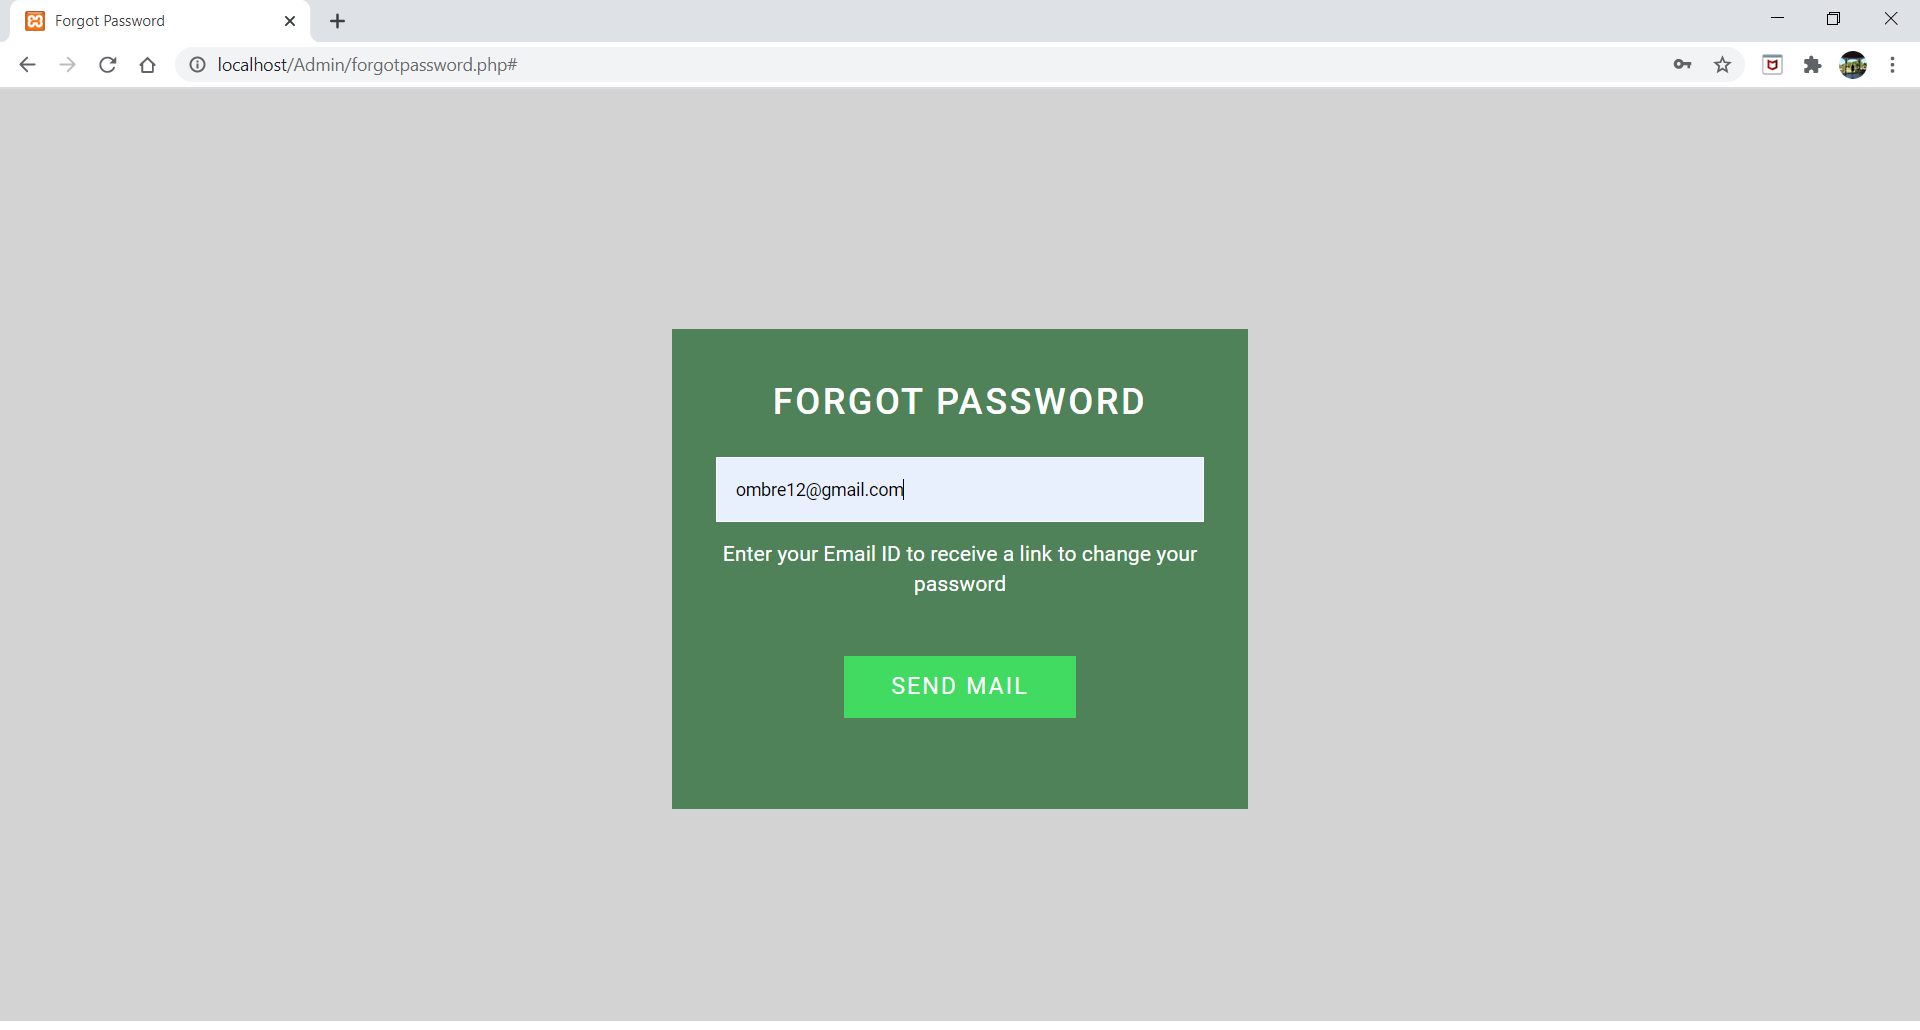 Forgot Password
localhost/Admin/forgotpassword.php#
FORGOT PASSWORD
ombre12@gmail.com
Enter your Email ID to receive a link to change your
password
SEND MAIL